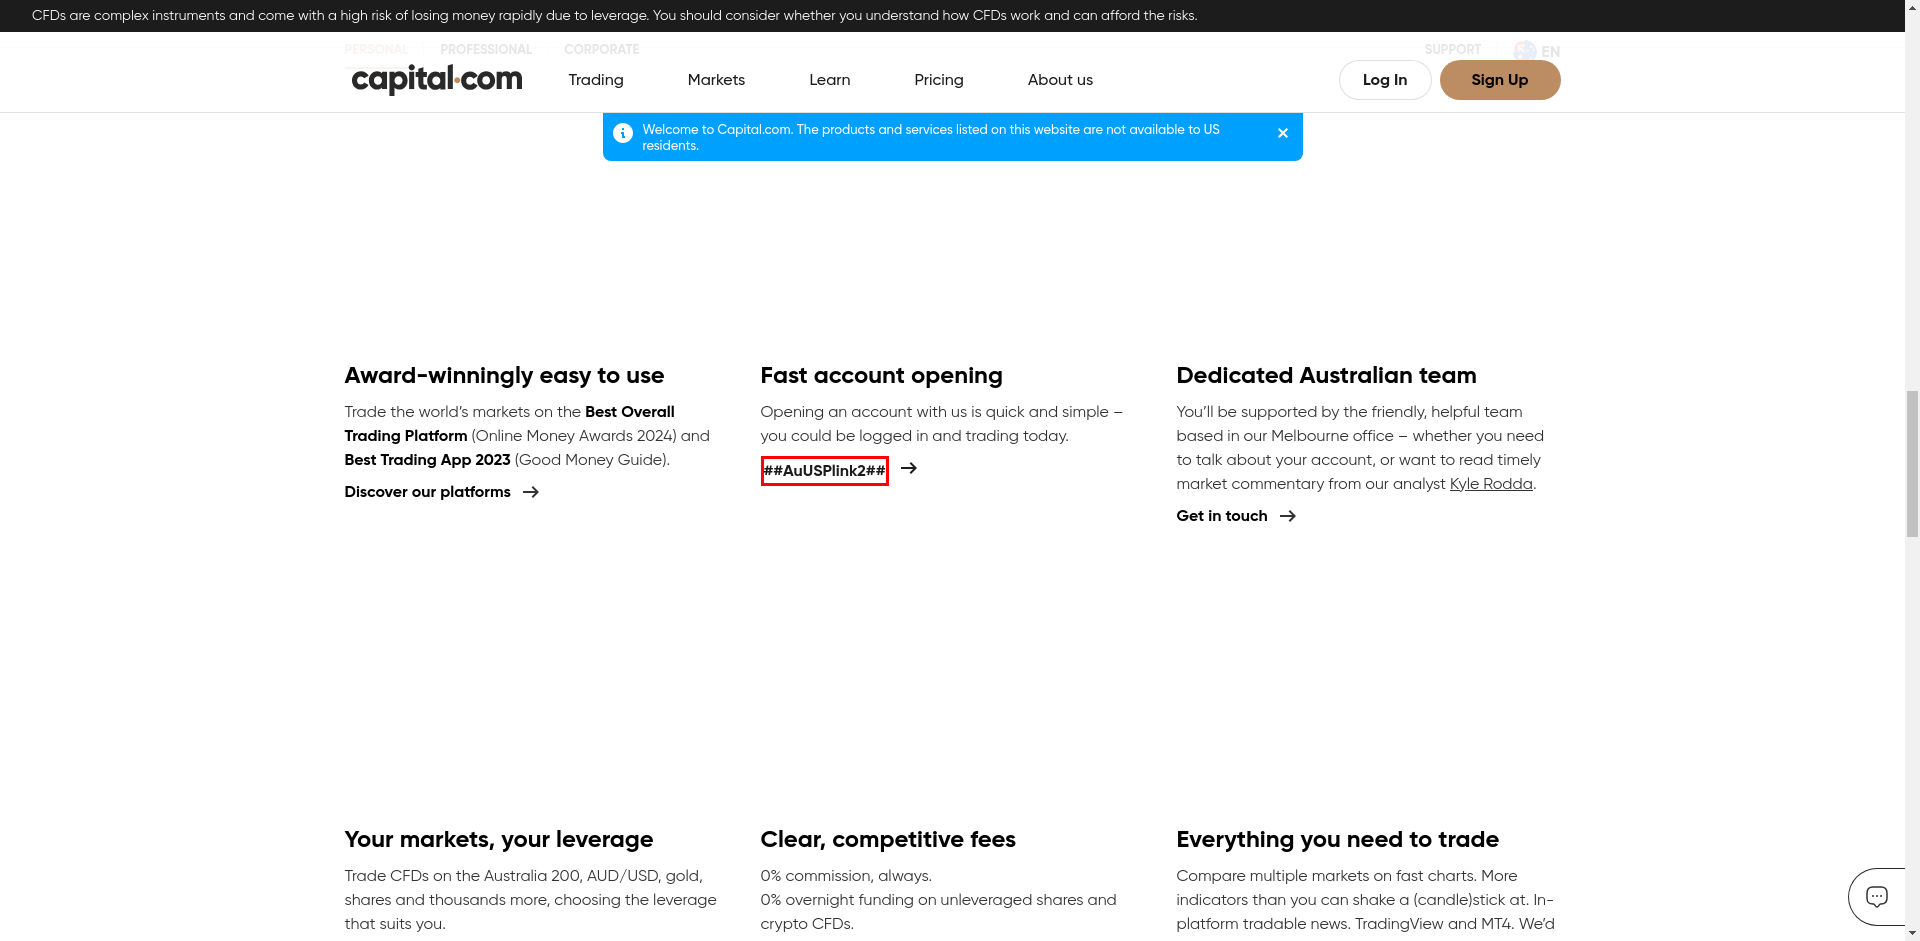 CFDs are complex instruments and come with a high risk of losing money rapidly due to leverage. You should consider whether you understand how CFDs work and can afford the risks.
PERSONAL PROFESSIONAL CORPORATE SUPPORT EN
capital.com Trading Markets Learn Pricing About us Log In Sign Up
Welcome to Capital.com. The products and services listed on this website are not available to US
residents.
Award-winningly easy to use
Trade the world’s markets on the Best Overall
Trading Platform (Online Money Awards 2024) and
Best Trading App 2023 (Good Money Guide).
Discover our platforms
Fast account opening
Opening an account with us is quick and simple –
you could be logged in and trading today.
##AuUSPlink2##
Dedicated Australian team
You’ll be supported by the friendly, helpful team
based in our Melbourne office – whether you need
to talk about your account, or want to read timely
market commentary from our analyst Kyle Rodda.
Get in touch
Your markets, your leverage
Trade CFDs on the Australia 200, AUD/USD, gold,
shares and thousands more, choosing the leverage
that suits you.
Clear, competitive fees
0% commission, always.
0% overnight funding on unleveraged shares and
crypto CFDs.
Everything you need to trade
Compare multiple markets on fast charts. More
indicators than you can shake a (candle)stick at. In-
platform tradable news. TradingView and MT4. We’d